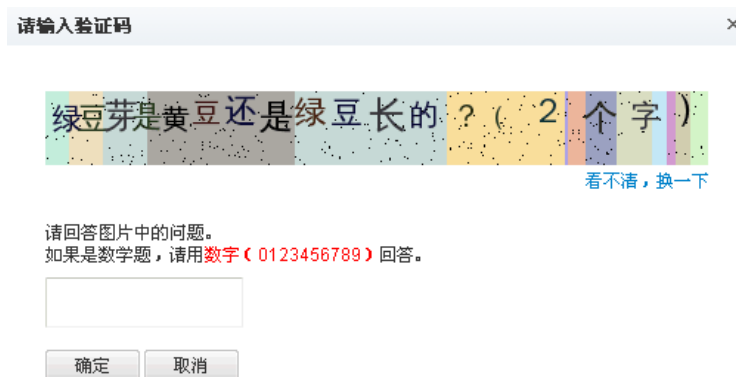 请输入验证码
×
绿豆芽是黄豆还是绿豆长的?(2个字)
看不清，换一下
请回答图片中的问题。
如果是数学题，请用数字(0123456789)回答。
确定 取消